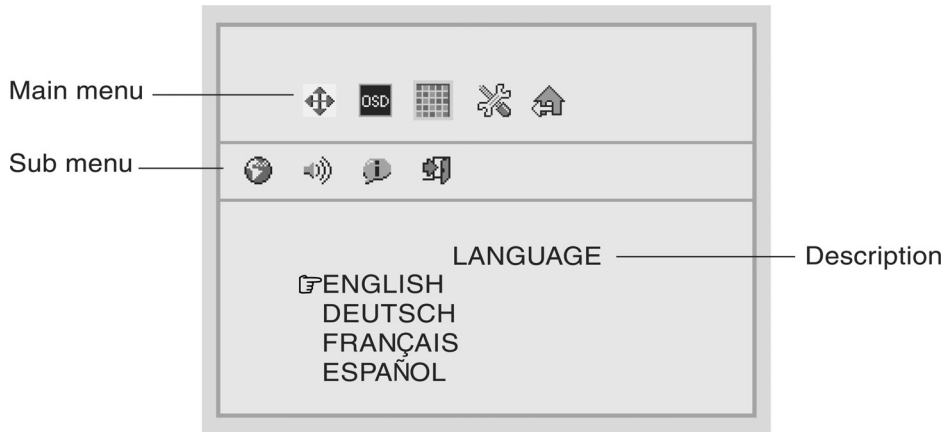 Main menu
OSD
Sub menu
LANGUAGE
Description
ENGLISH
DEUTSCH
FRANÇAIS
ESPAÑOL